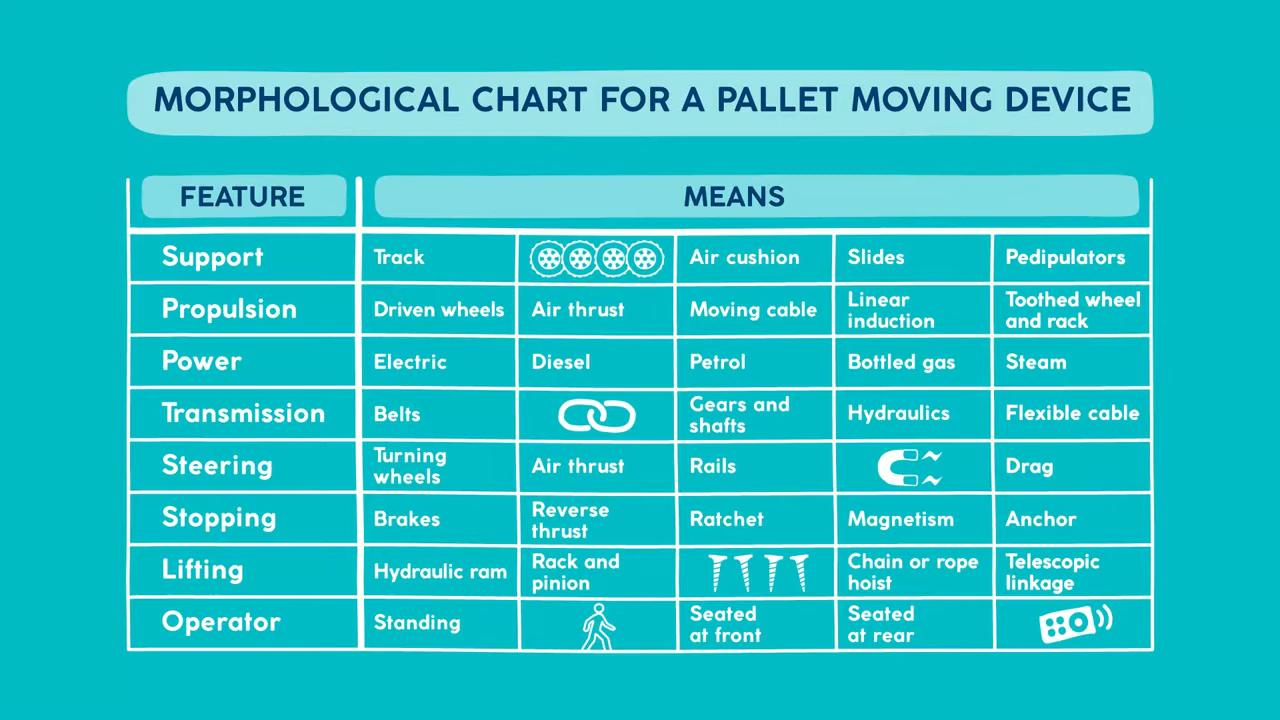 MORPHOLOGICAL CHART FOR A PALLET MOVING DEVICE
FEATURE MEANS
Support Track Air cushion Slides Pedipulators
Propulsion Driven wheels Air thrust Moving cable Linear induction Toothed wheel and rack
Power Electric Diesel Petrol Bottled gas Steam
Transmission Belts Gears and shafts Hydraulics Flexible cable
Steering Turning wheels Air thrust Rails Drag
Stopping Brakes Reverse thrust Ratchet Magnetism Anchor
Lifting Hydraulic ram Rack and pinion Chain or rope hoist Telescopic linkage
Operator Standing Seated at front Seated at rear